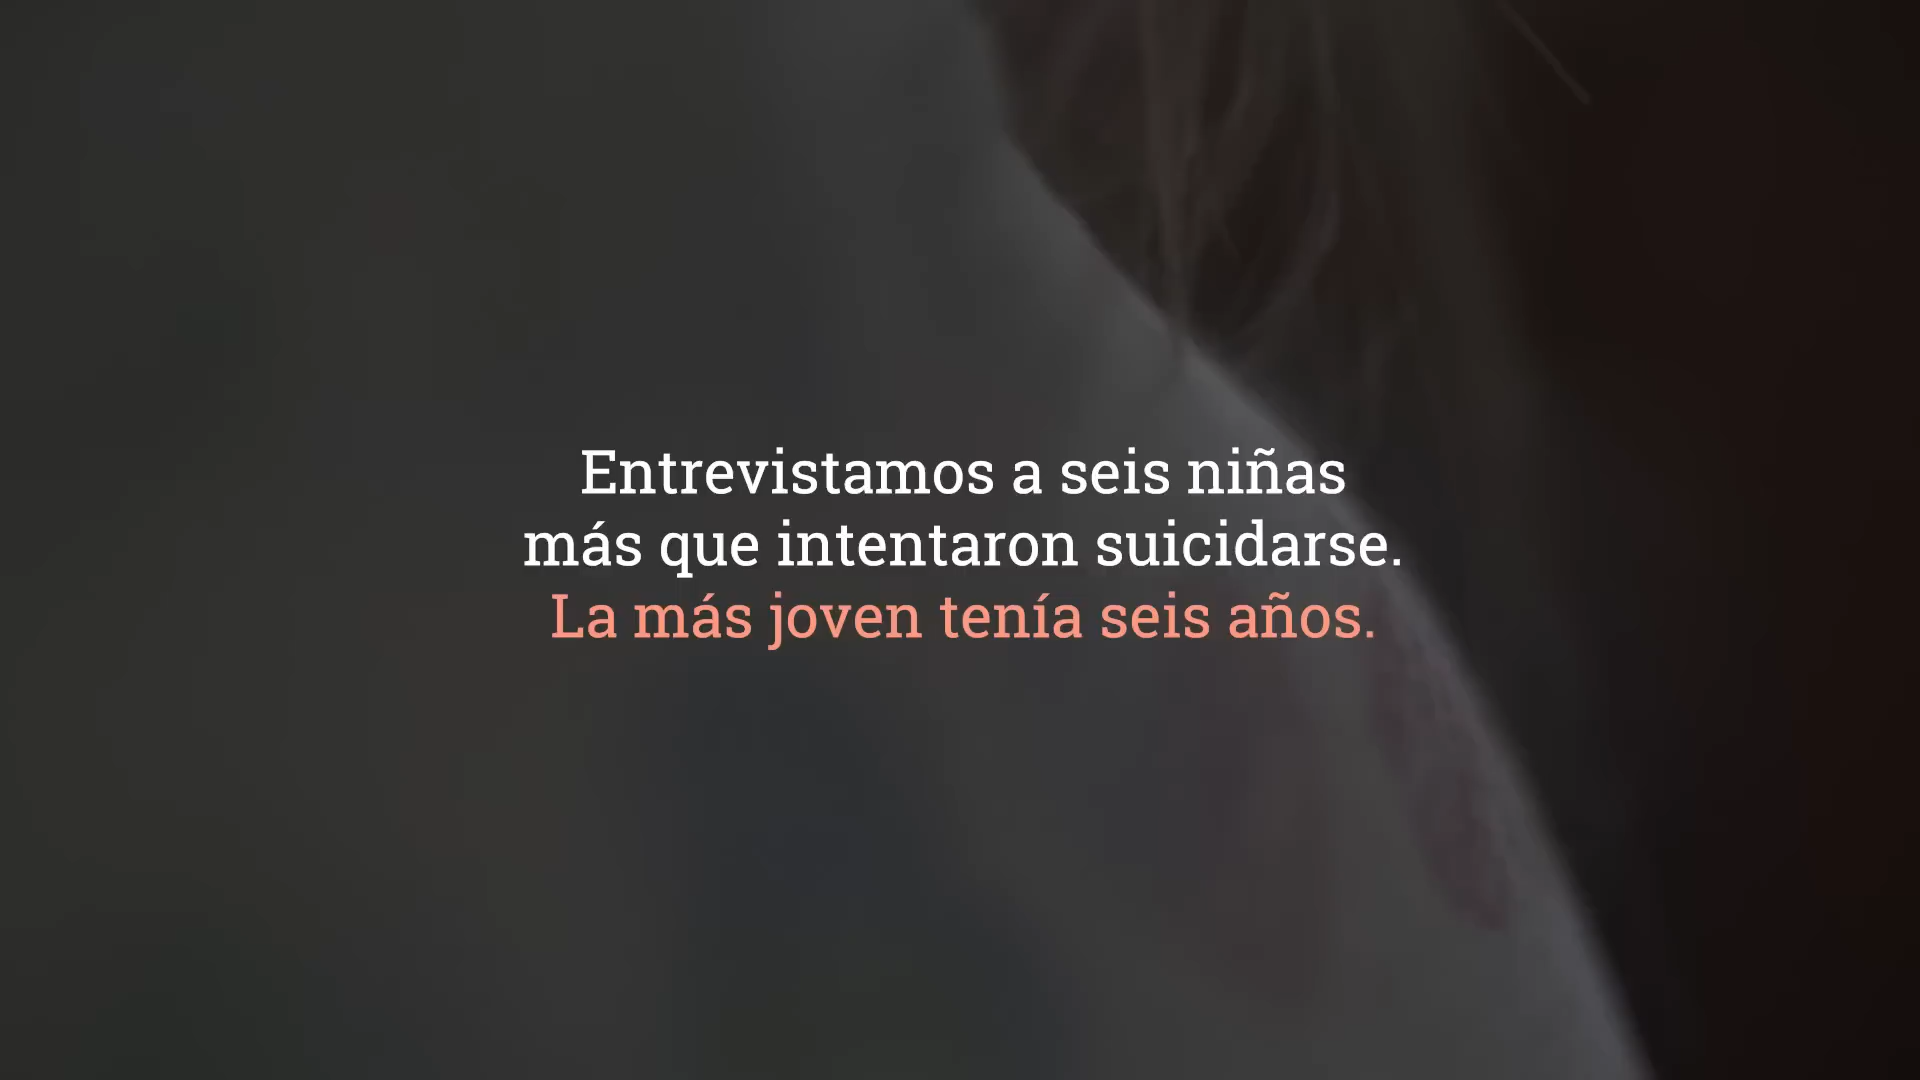 Entrevistamos a seis niñas
más que intentaron suicidarse.
La más joven tenía seis años.